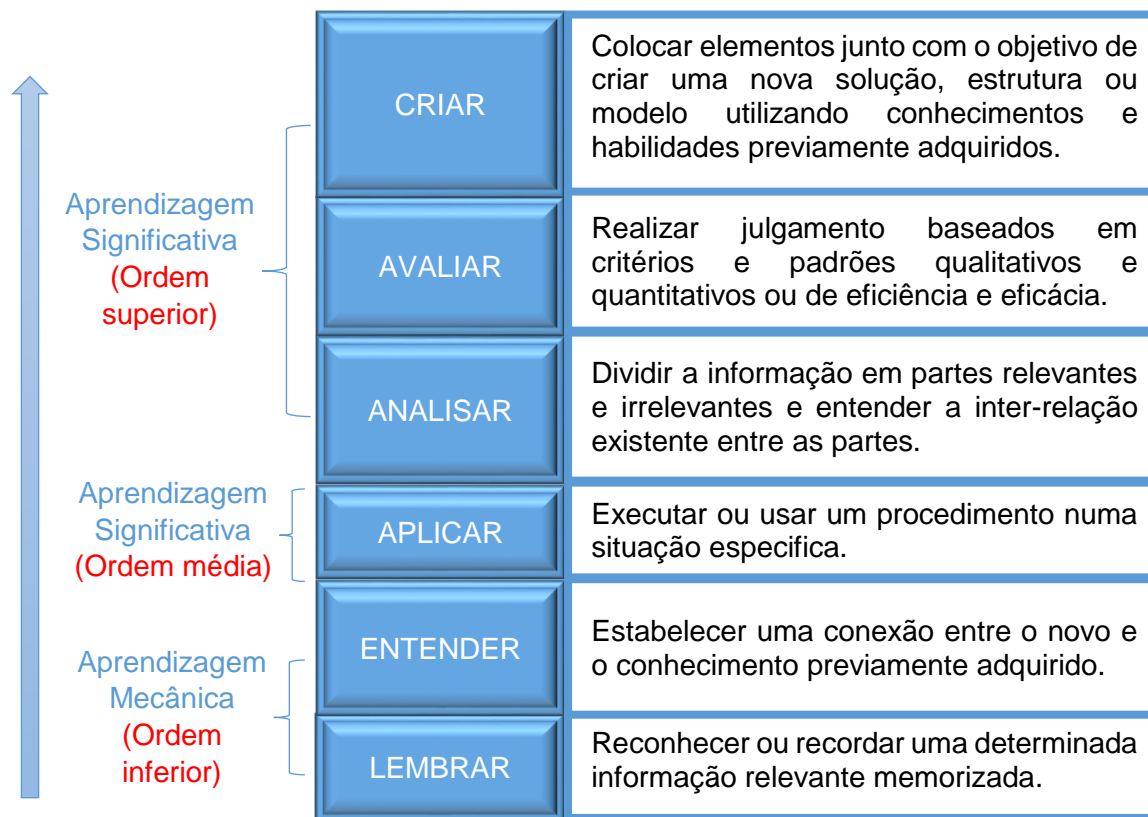 CRIAR
Colocar elementos junto com o objetivo de
criar uma nova solução, estrutura ou
modelo utilizando conhecimentos e
habilidades previamente adquiridos.
Aprendizagem
Significativa
(Ordem
superior)
AVALIAR
Realizar julgamento baseados em
critérios e padrões qualitativos e
quantitativos ou de eficiência e eficácia.
ANALISAR
Dividir a informação em partes relevantes
e irrelevantes e entender a inter-relação
existente entre as partes.
Aprendizagem
Significativa
(Ordem média)
APLICAR
Executar ou usar um procedimento numa
situação especifica.
ENTENDER
Estabelecer uma conexão entre o novo e
o conhecimento previamente adquirido.
Aprendizagem
Mecânica
(Ordem
inferior)
LEMBRAR
Reconhecer ou recordar uma determinada
informação relevante memorizada.